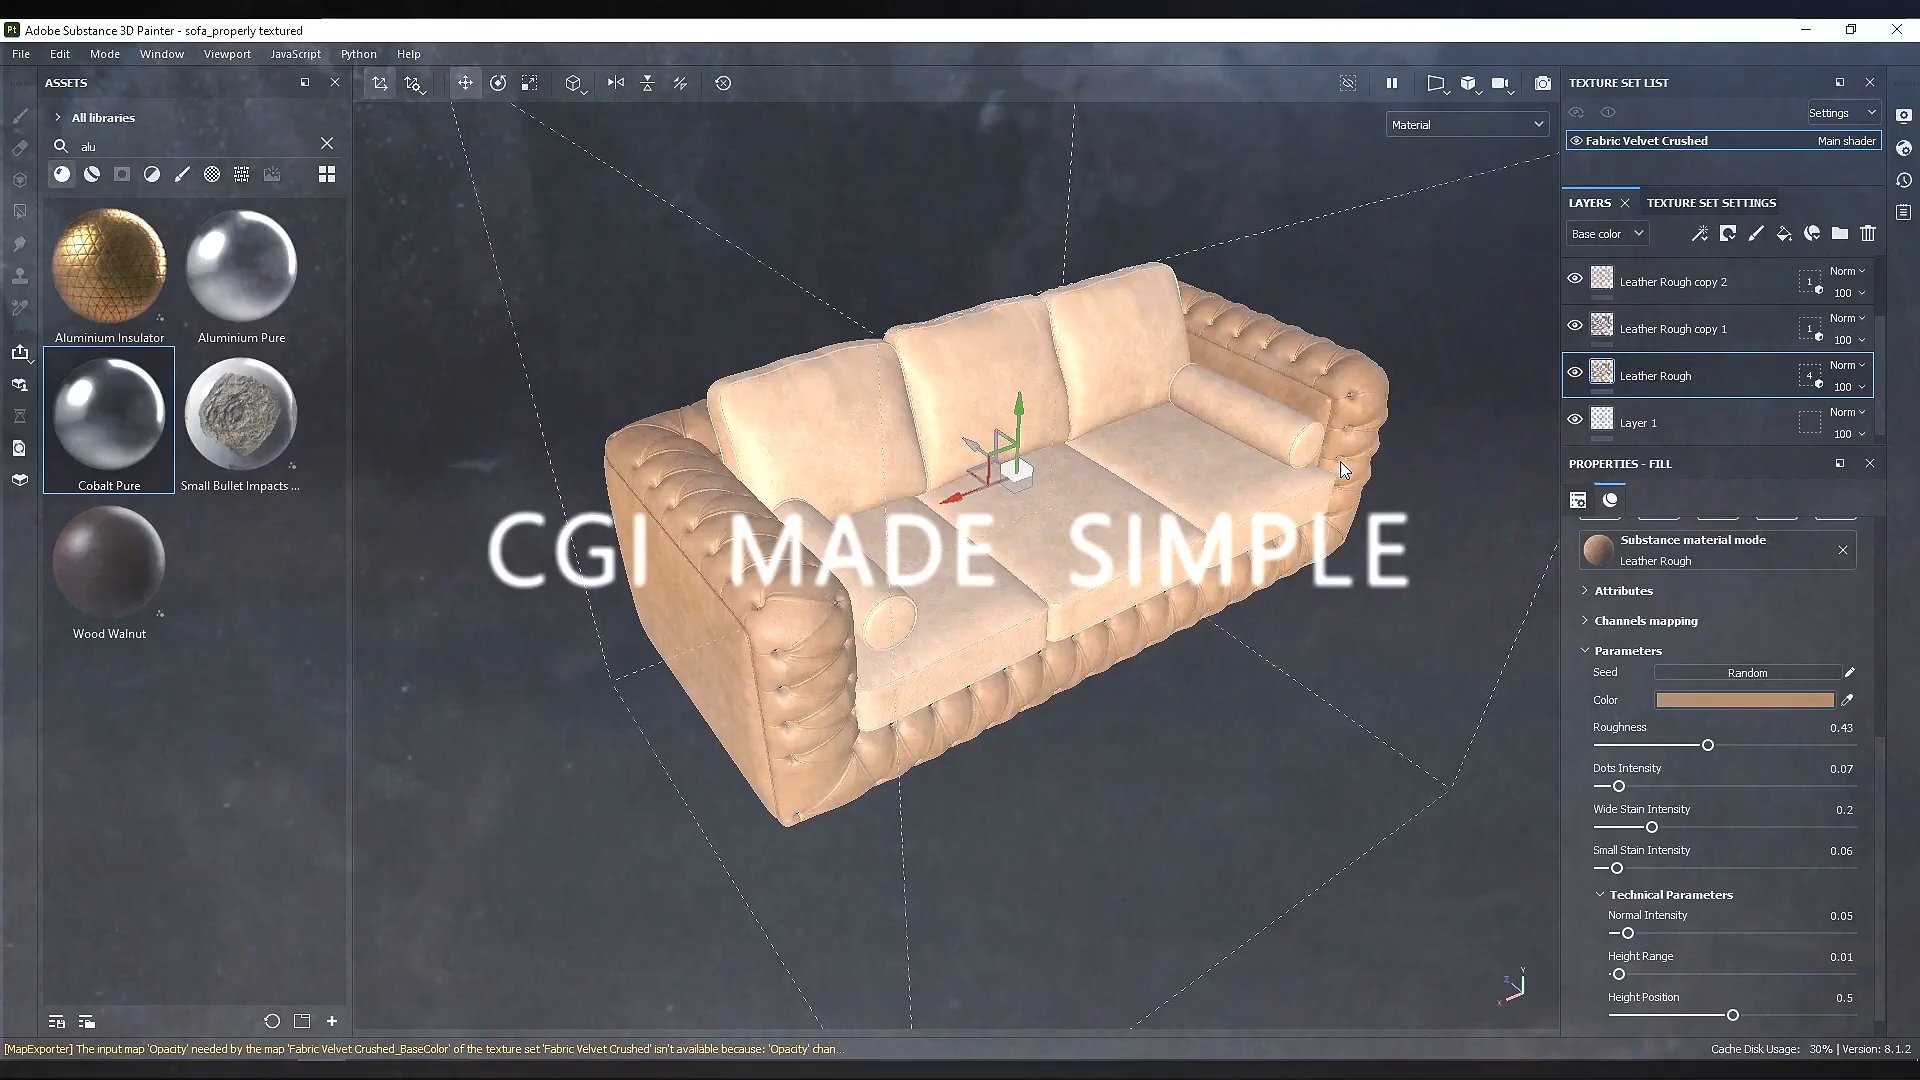 Pt Adobe Substance 3D Painter - sofa_properly textured
File Edit Mode Window Viewport JavaScript Python Help
ASSETS
All libraries
alu
Aluminium Insulator
Aluminium Pure
Cobalt Pure
Small Bullet Impacts ...
Wood Walnut
Material
CGI MADE SIMPLE
TEXTURE SET LIST
Settings
Fabric Velvet Crushed Main shader
LAYERS TEXTURE SET SETTINGS
Base color
Leather Rough copy 2 1 Norm 100
Leather Rough copy 1 1 Norm 100
Leather Rough 4 Norm 100
Layer 1 Norm 100
PROPERTIES - FILL
Substance material mode
Leather Rough
Attributes
Channels mapping
Parameters
Seed Random
Color
Roughness 0.43
Dots Intensity 0.07
Wide Stain Intensity 0.2
Small Stain Intensity 0.06
Technical Parameters
Normal Intensity 0.05
Height Range 0.01
Height Position 0.5
Y
Z
X
[MapExporter] The input map 'Opacity' needed by the map 'Fabric Velvet Crushed_BaseColor' of the texture set 'Fabric Velvet Crushed' isn't available because: 'Opacity' chan...
Cache Disk Usage: 30% | Version: 8.1.2